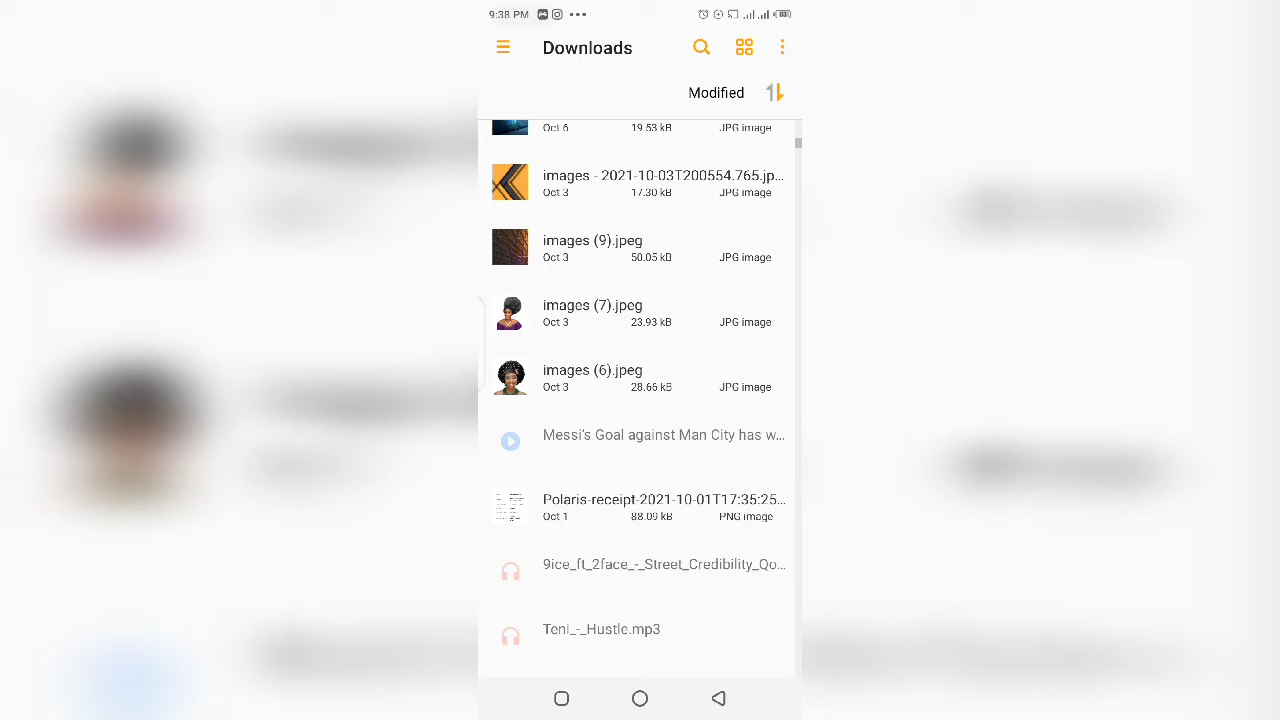 9:38 PM
Downloads
Modified
Oct 6 19.53 kB JPG image
images - 2021-10-03T200554.765.jp...
Oct 3 17.30 kB JPG image
images (9).jpeg
Oct 3 50.05 kB JPG image
images (7).jpeg
Oct 3 23.93 kB JPG image
images (6).jpeg
Oct 3 28.66 kB JPG image
Messi's Goal against Man City has w...
Polaris-receipt-2021-10-01T17:35:25...
Oct 1 88.09 kB PNG image
9ice_ft_2face_-_Street_Credibility_Qo...
Teni_-_Hustle.mp3